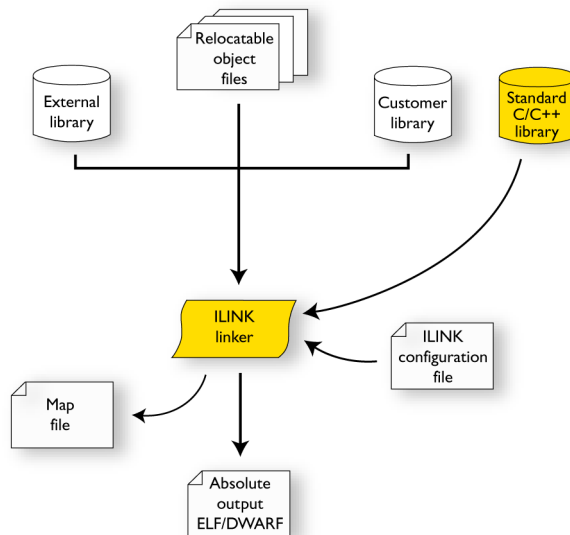 Relocatable
object
files
External
library
Customer
library
Standard
C/C++
library
ILINK
linker
ILINK
configuration
file
Map
file
Absolute
output
ELF/DWARF